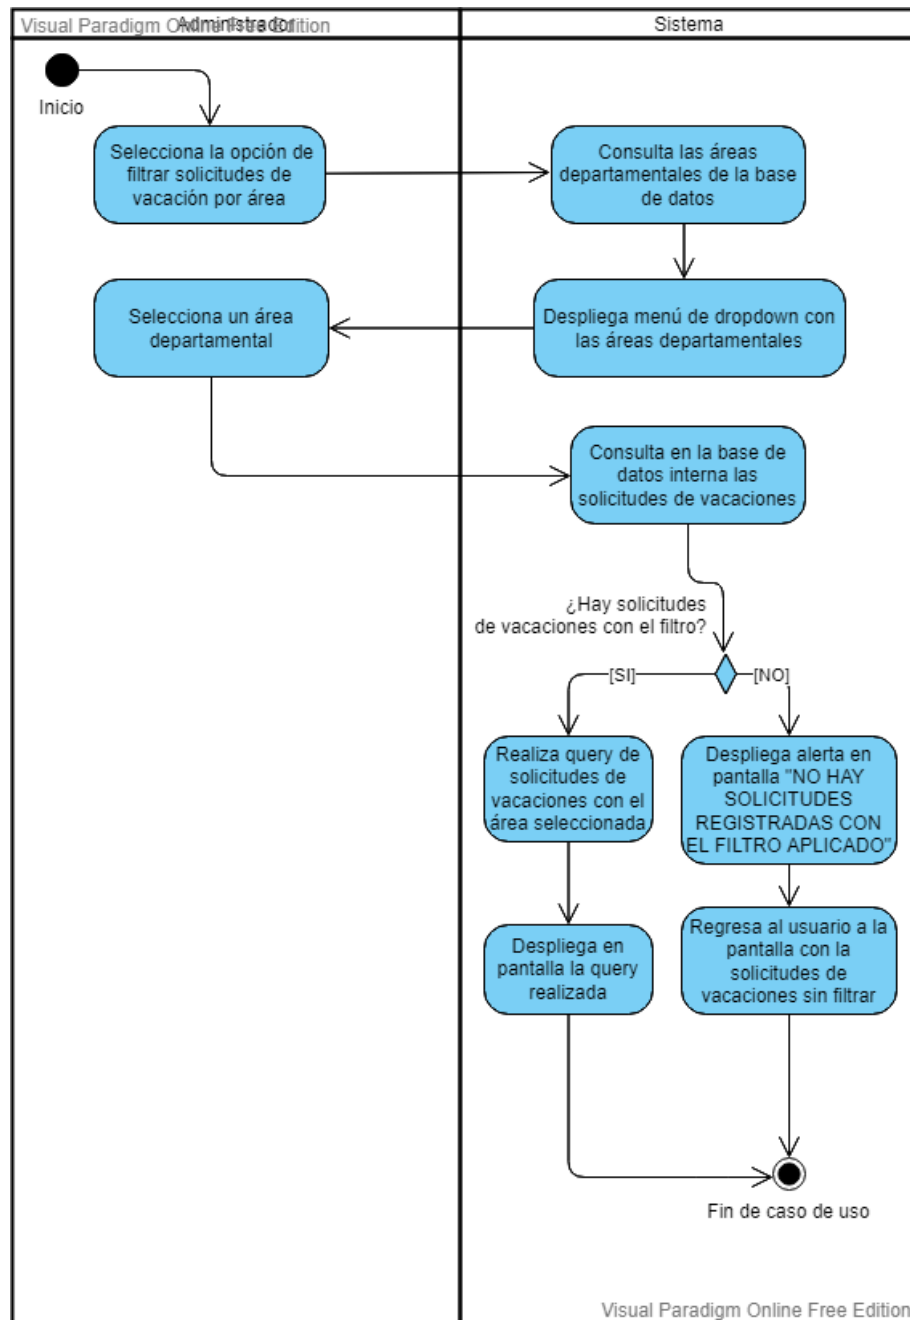 Visual Paradigm Online Free Edition
Administrador
Sistema
Inicio
Selecciona la opción de
filtrar solicitudes de
vacación por área
Consulta las áreas
departamentales de la base
de datos
Selecciona un área
departamental
Despliega menú de dropdown con
las áreas departamentales
Consulta en la base de
datos interna las
solicitudes de vacaciones
¿Hay solicitudes
de vacaciones con el filtro?
[SI]
[NO]
Realiza query de
solicitudes de
vacaciones con el
área seleccionada
Despliega alerta en
pantalla "NO HAY
SOLICITUDES
REGISTRADAS CON
EL FILTRO APLICADO"
Despliega en
pantalla la query
realizada
Regresa al usuario a la
pantalla con la
solicitudes de
vacaciones sin filtrar
Fin de caso de uso
Visual Paradigm Online Free Edition